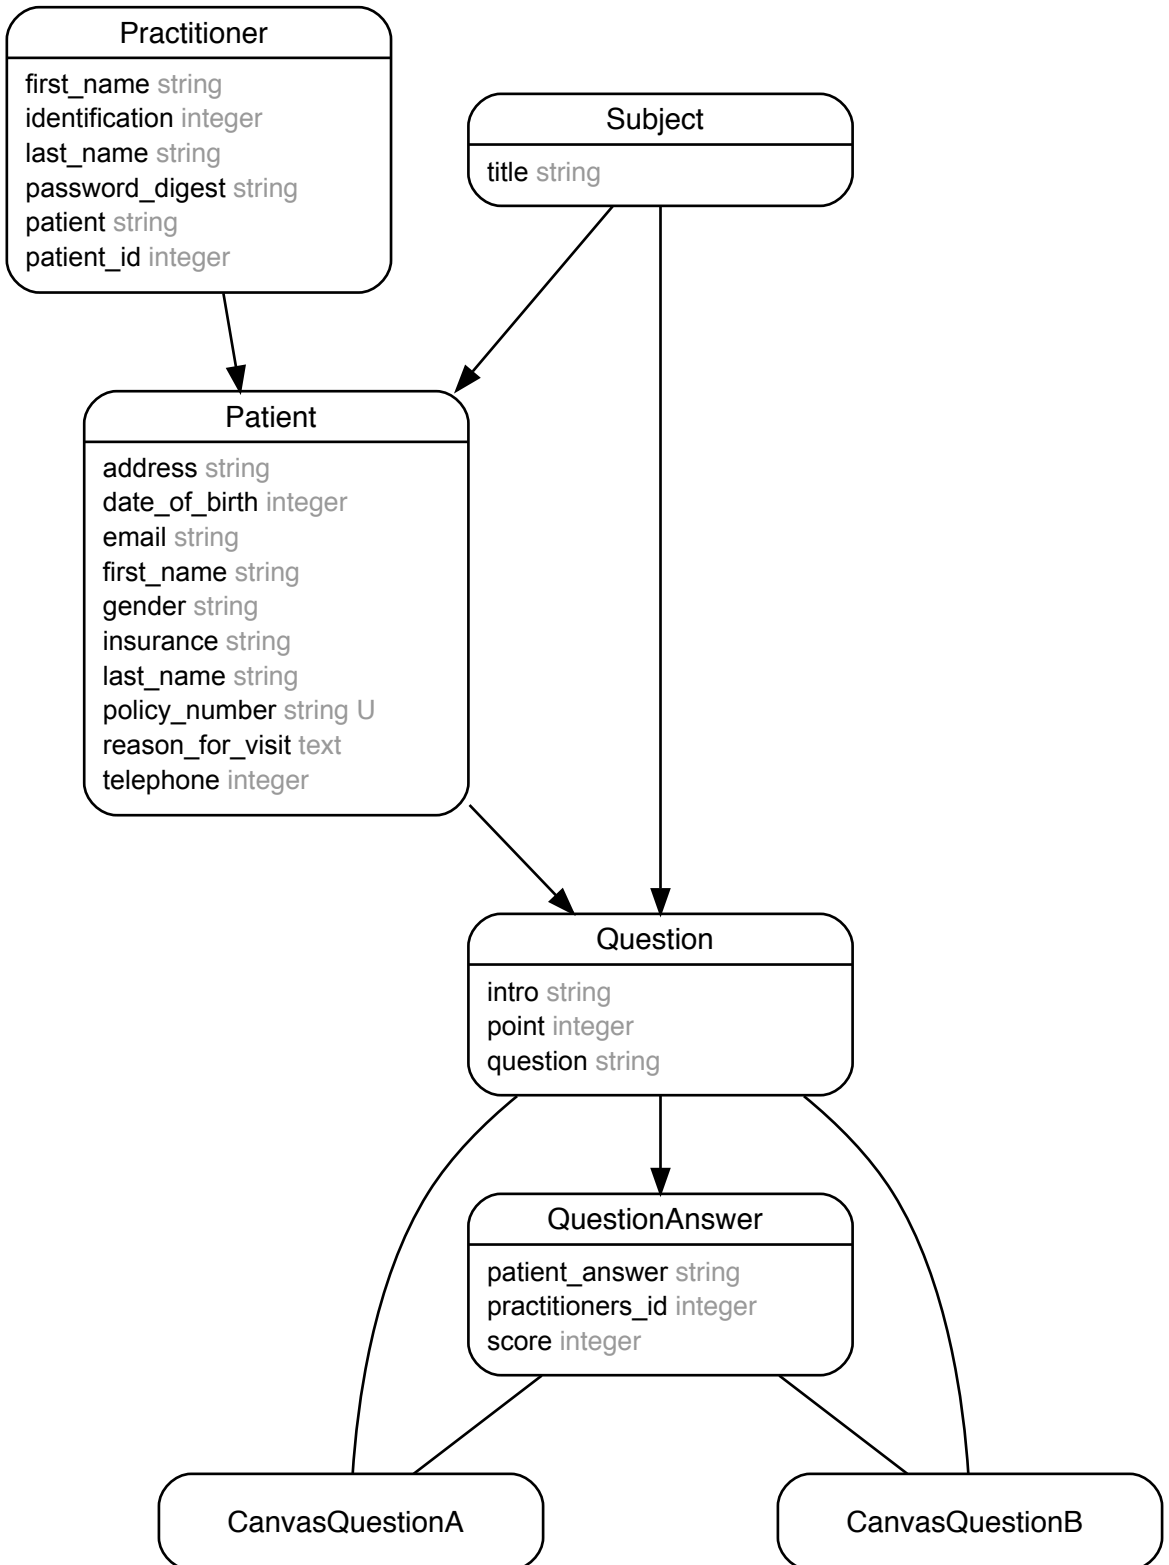 Practitioner
first_name string
identification integer
last_name string
password_digest string
patient string
patient_id integer
Subject
title string
Patient
address string
date_of_birth integer
email string
first_name string
gender string
insurance string
last_name string
policy_number string U
reason_for_visit text
telephone integer
Question
intro string
point integer
question string
QuestionAnswer
patient_answer string
practitioners_id integer
score integer
CanvasQuestionA
CanvasQuestionB